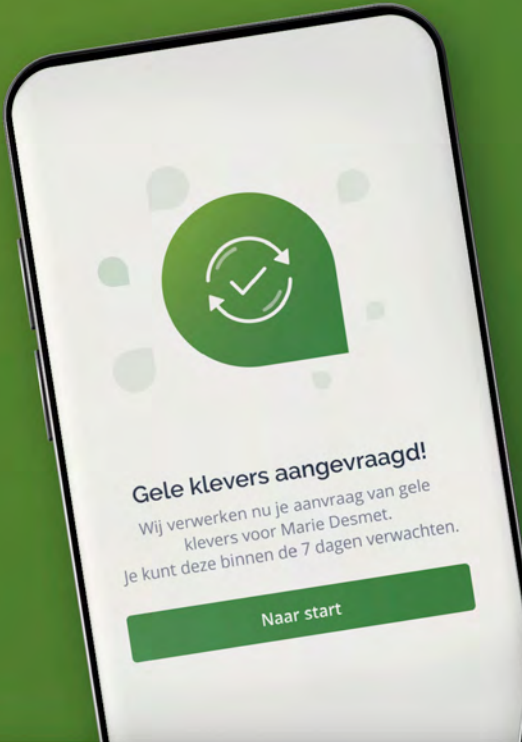 Gele klevers aangevraagd!
Wij verwerken nu je aanvraag van gele
klevers voor Marie Desmet.
Je kunt deze binnen de 7 dagen verwachten.
Naar start